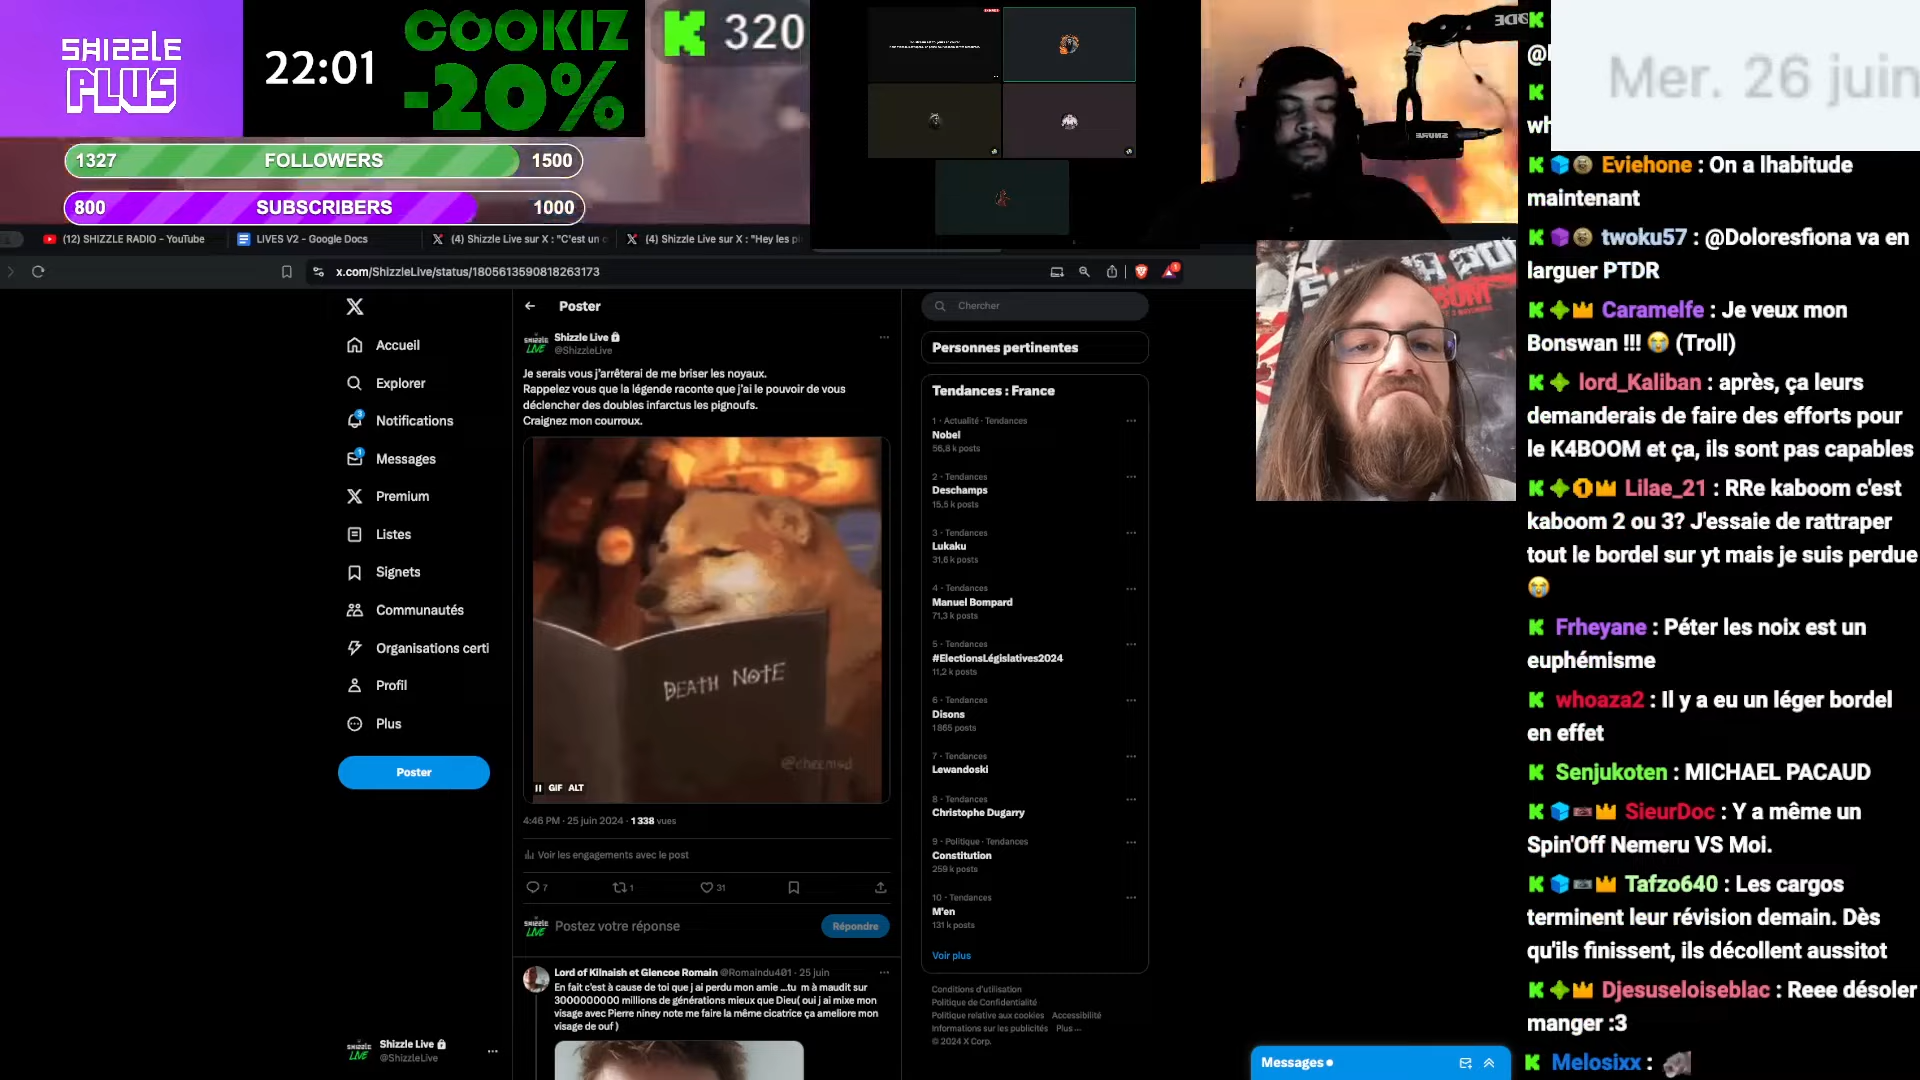 SHIZZLE
PLUS
22:01
COOKIZ
-20%
320
1327 FOLLOWERS 1500
800 SUBSCRIBERS 1000
Mer. 26 juin
(12) SHIZZLE RADIO - YouTube
LIVES V2 - Google Docs
(4) Shizzle Live sur X : "C'est un
(4) Shizzle Live sur X : "Hey les
x.com/ShizzleLive/status/1805613590818263173
Accueil
Explorer
Notifications
Messages
Premium
Listes
Signets
Communautés
Organisations certi
Profil
Plus
Poster
Shizzle Live
@ShizzleLive
Poster
Shizzle Live
@ShizzleLive
Je serais vous j'arrêterai de me briser les noyaux.
Rappelez vous que la légende raconte que j'ai le pouvoir de vous
déclencher des doubles infarctus les pignoufs.
Craignez mon courroux.
DEATH NOTE
@cheemsd
GIF ALT
4:46 PM · 25 juin 2024 · 1 338 vues
Voir les engagements avec le post
7 1 31
Postez votre réponse
Répondre
Lord of Kilnaish et Glencoe Romain @Romaindu401 · 25 juin
En fait c'est à cause de toi que j ai perdu mon amie ...tu m à maudit sur
3000000000 millions de générations mieux que Dieu( oui j ai mixe mon
visage avec Pierre niney note me faire la même cicatrice ça ameliore mon
visage de ouf )
Chercher
Personnes pertinentes
Tendances : France
1 · Actualité · Tendances
Nobel
56,8 k posts
2 · Tendances
Deschamps
15,5 k posts
3 · Tendances
Lukaku
31,6 k posts
4 · Tendances
Manuel Bompard
71,3 k posts
5 · Tendances
#ElectionsLégislatives2024
11,2 k posts
6 · Tendances
Disons
1 865 posts
7 · Tendances
Lewandoski
8 · Tendances
Christophe Dugarry
9 · Politique · Tendances
Constitution
259 k posts
10 · Tendances
M'en
131 k posts
Voir plus
Conditions d'utilisation
Politique de Confidentialité
Politique relative aux cookies Accessibilité
Informations sur les publicités Plus ...
© 2024 X Corp.
Messages
Eviehone : On a lhabitude
maintenant
twoku57 : @Doloresfiona va en
larguer PTDR
Caramelfe : Je veux mon
Bonswan !!! 😭 (Troll)
lord_Kaliban : après, ça leurs
demanderais de faire des efforts pour
le K4BOOM et ça, ils sont pas capables
Lilae_21 : RRe kaboom c'est
kaboom 2 ou 3? J'essaie de rattraper
tout le bordel sur yt mais je suis perdue
😭
Frheyane : Péter les noix est un
euphémisme
whoaza2 : Il y a eu un léger bordel
en effet
Senjukoten : MICHAEL PACAUD
SieurDoc : Y a même un
Spin'Off Nemeru VS Moi.
Tafzo640 : Les cargos
terminent leur révision demain. Dès
qu'ils finissent, ils décollent aussitot
Djesuseloiseblac : Reee désoler
manger :3
Melosixx :